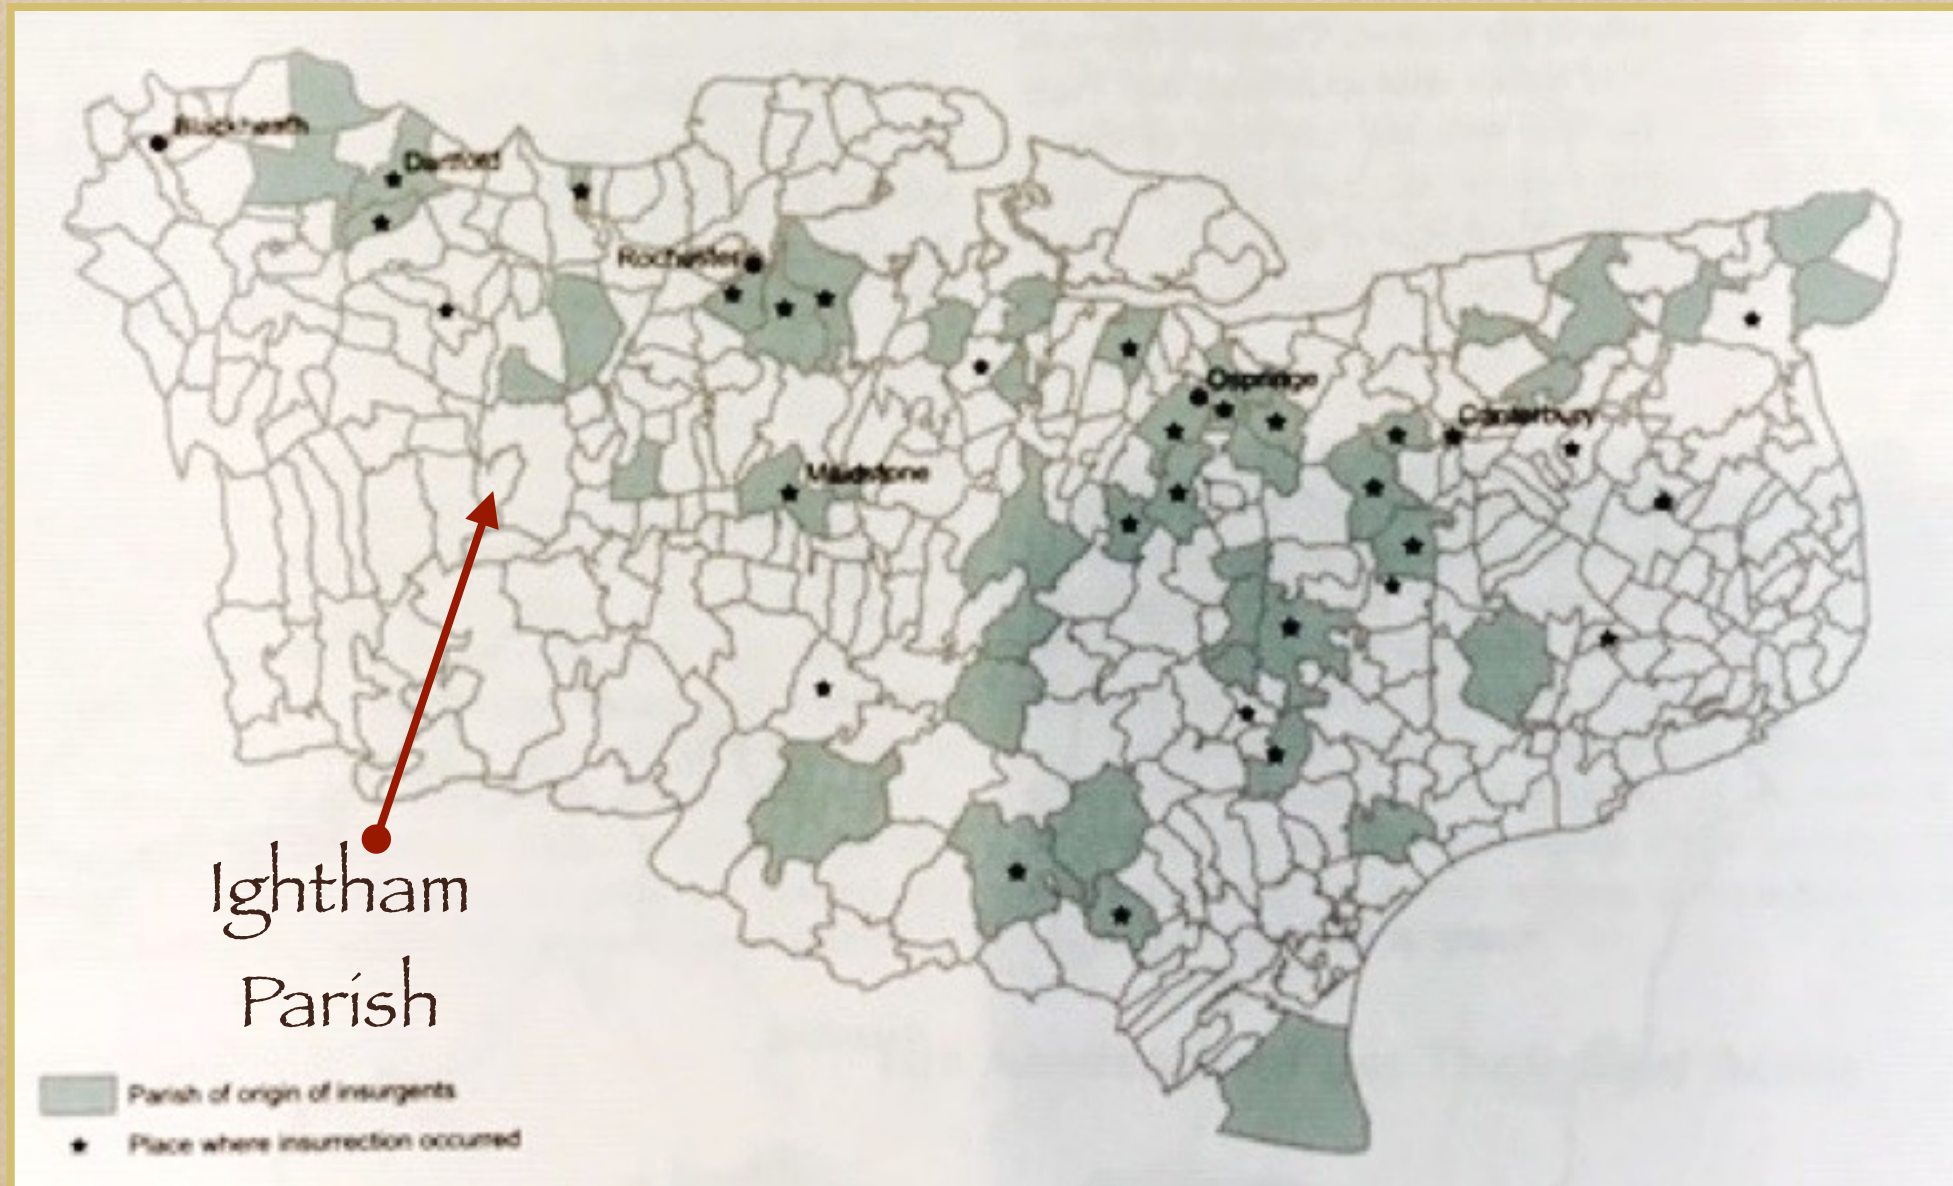 Blackheath
Dartford
Rochester
Ospringe
Canterbury
Maidstone
Ightham
Parish
Parish of origin of insurgents
Place where insurrection occurred